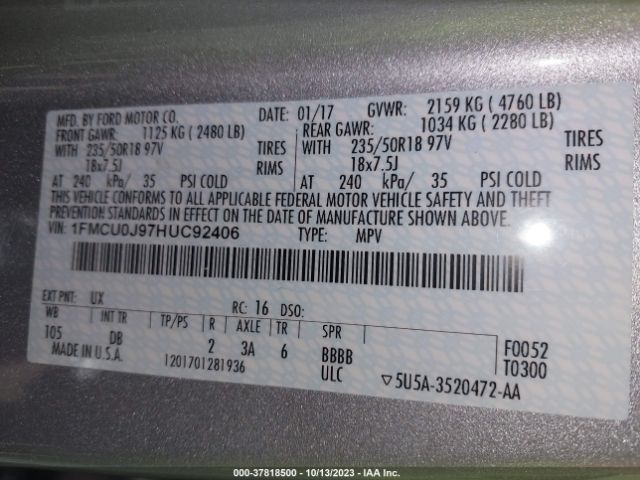 MFD. BY FORD MOTOR CO.
DATE: 01/17 GVWR: 2159 KG ( 4760 LB)
FRONT GAWR: 1125 KG ( 2480 LB) REAR GAWR: 1034 KG ( 2280 LB)
WITH 235/50R18 97V TIRES WITH 235/50R18 97V TIRES
18x7.5J RIMS 18x7.5J RIMS
AT 240 kPa/ 35 PSI COLD AT 240 kPa/ 35 PSI COLD
THIS VEHICLE CONFORMS TO ALL APPLICABLE FEDERAL MOTOR VEHICLE SAFETY AND THEFT
PREVENTION STANDARDS IN EFFECT ON THE DATE OF MANUFACTURE SHOWN ABOVE.
VIN: 1FMCU0J97HUC92406 TYPE: MPV
EXT PNT: UX RC: 16 DSO:
WB INT TR TP/PS R AXLE TR SPR
105 DB 2 3A 6 BBBB F0052
MADE IN U.S.A. 1201701281936 ULC ▽5U5A-3520472-AA T0300
000-37818500 - 10/13/2023 - IAA Inc.